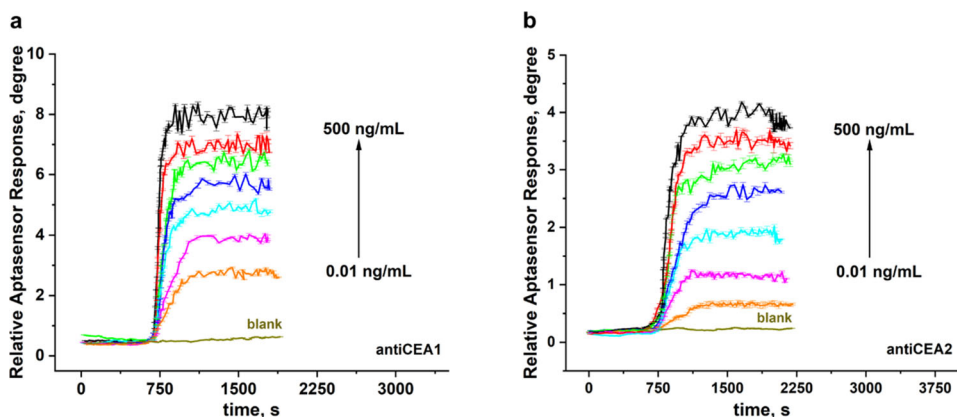 a
Relative Aptasensor Response, degree
10
8
6
4
2
0
500 ng/mL
0.01 ng/mL
blank
antiCEA1
0 750 1500 2250 3000
time, s
b
Relative Aptasensor Response, degree
5
4
3
2
1
0
500 ng/mL
0.01 ng/mL
blank
antiCEA2
0 750 1500 2250 3000 3750
time, s